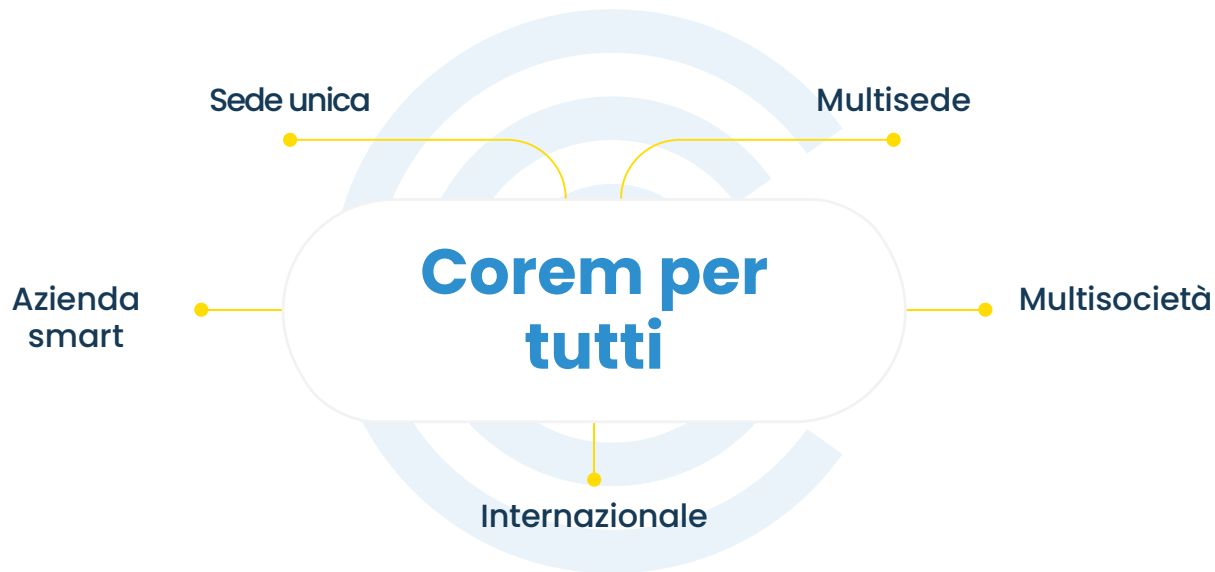 Sede unica
Multisede
Corem per
tutti
Azienda
smart
Multisocietà
Internazionale